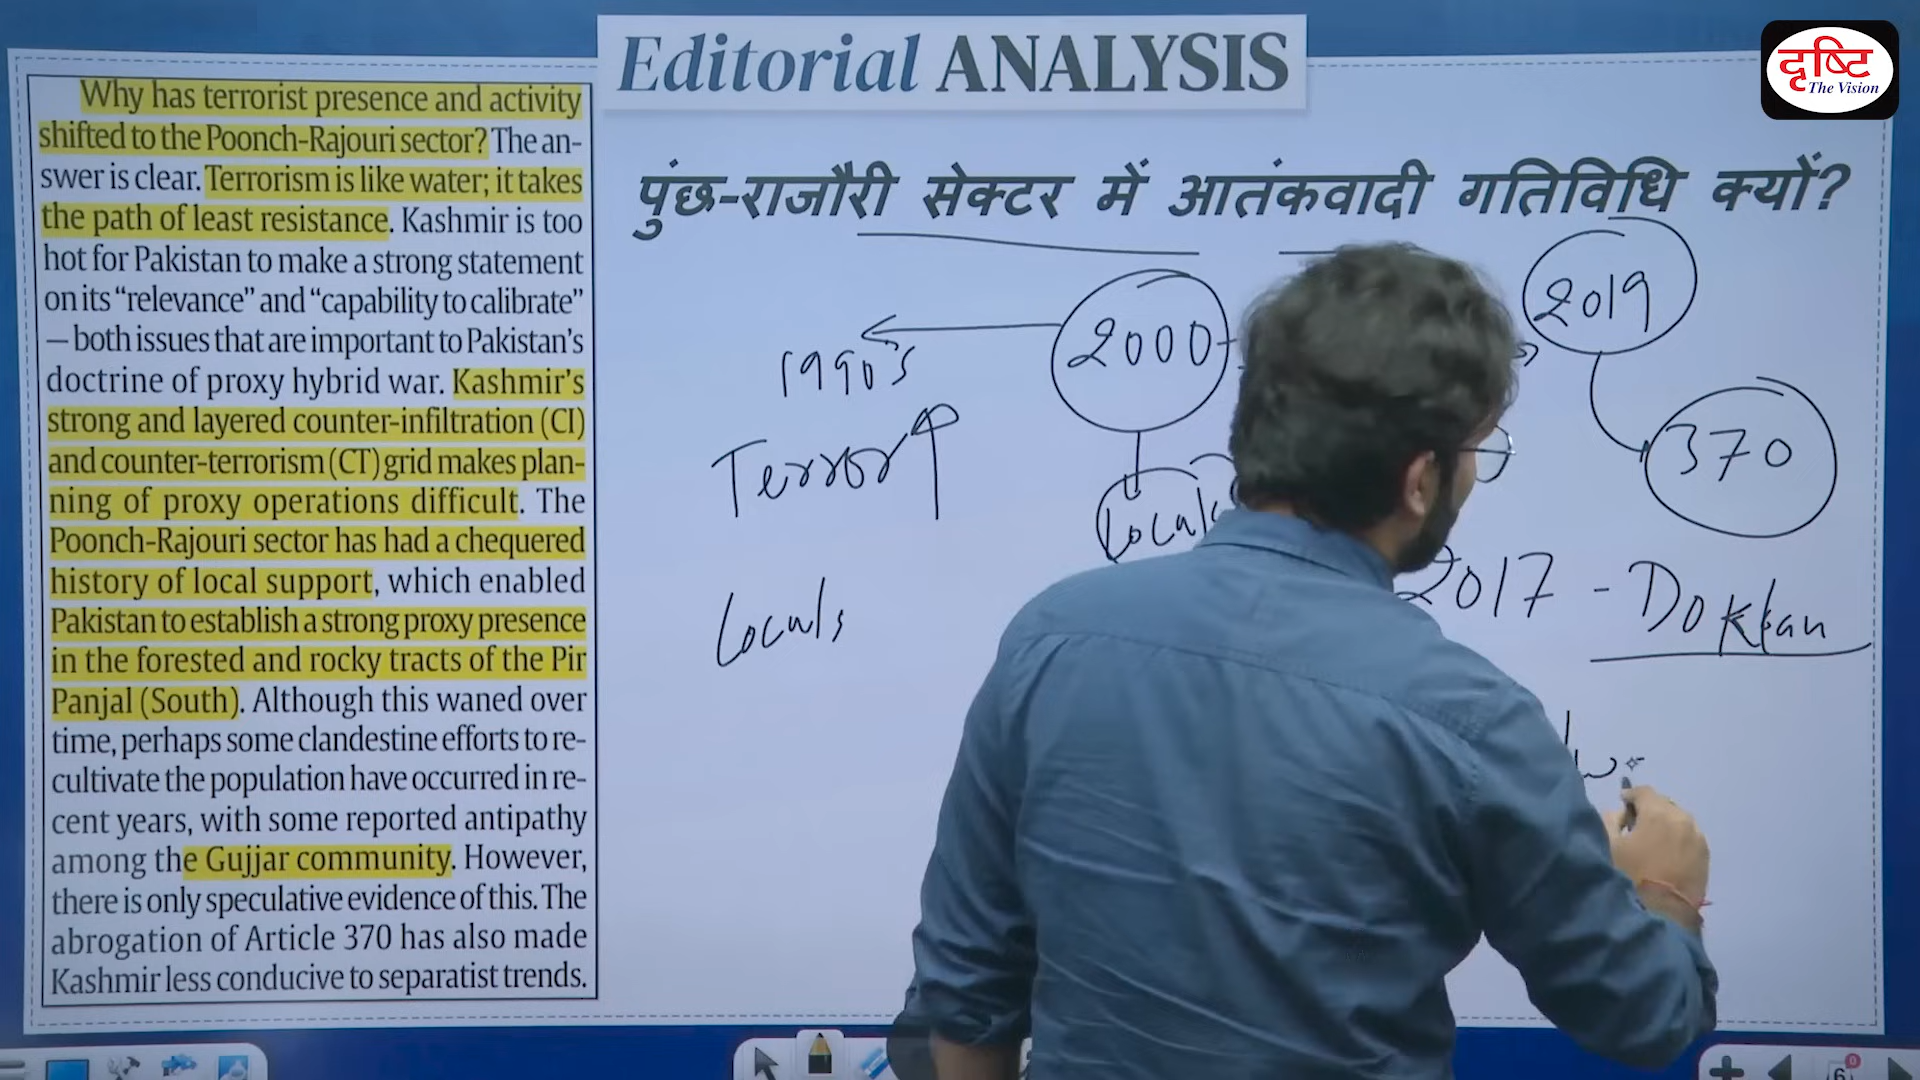 Editorial ANALYSIS
दृष्टि
The Vision
Why has terrorist presence and activity
shifted to the Poonch-Rajouri sector? The an-
swer is clear. Terrorism is like water; it takes
the path of least resistance. Kashmir is too
hot for Pakistan to make a strong statement
on its “relevance” and “capability to calibrate”
— both issues that are important to Pakistan’s
doctrine of proxy hybrid war. Kashmir’s
strong and layered counter-infiltration (CI)
and counter-terrorism (CT) grid makes plan-
ning of proxy operations difficult. The
Poonch-Rajouri sector has had a chequered
history of local support, which enabled
Pakistan to establish a strong proxy presence
in the forested and rocky tracts of the Pir
Panjal (South). Although this waned over
time, perhaps some clandestine efforts to re-
cultivate the population have occurred in re-
cent years, with some reported antipathy
among the Gujjar community. However,
there is only speculative evidence of this. The
abrogation of Article 370 has also made
Kashmir less conducive to separatist trends.
पुंछ-राजौरी सेक्टर में आतंकवादी गतिविधि क्यों?
1990's
2000
2019
Terror
370
2017 - Doklan
Locals
6
0